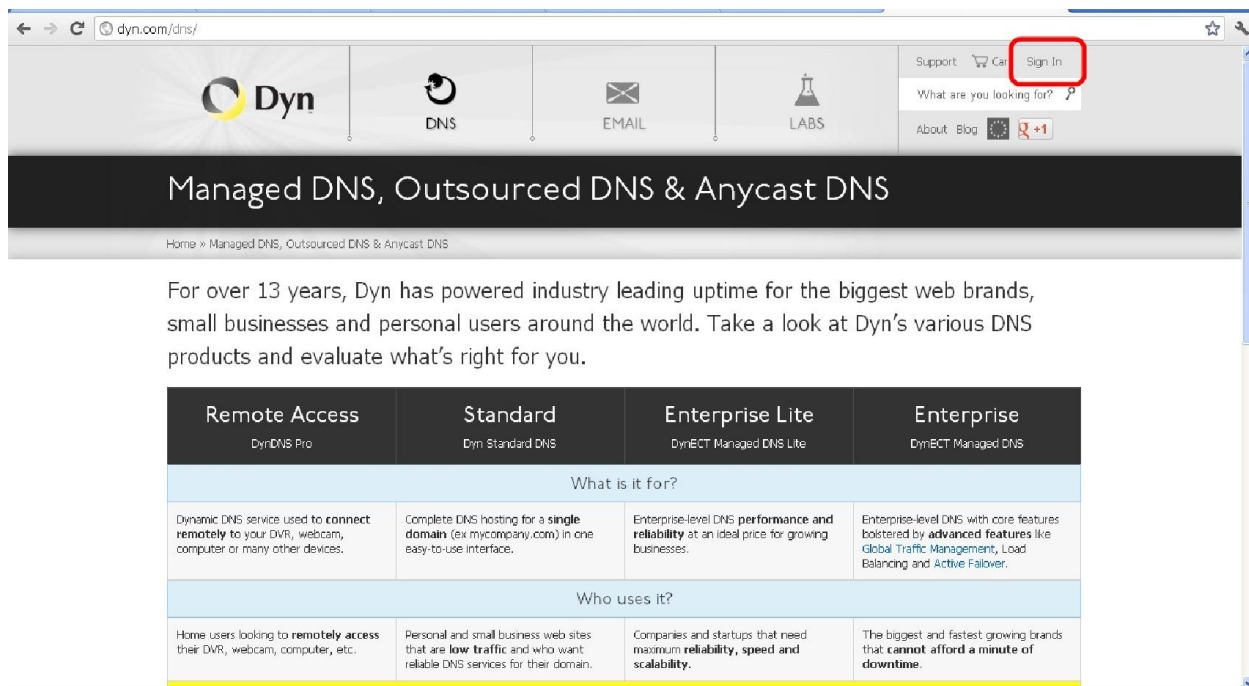 dyn.com/dns/
Support Car Sign In
Dyn
DNS
EMAIL
LABS
What are you looking for?
About Blog +1
Managed DNS, Outsourced DNS & Anycast DNS
Home » Managed DNS, Outsourced DNS & Anycast DNS
For over 13 years, Dyn has powered industry leading uptime for the biggest web brands,
small businesses and personal users around the world. Take a look at Dyn's various DNS
products and evaluate what's right for you.
Remote Access
DynDNS Pro
Standard
Dyn Standard DNS
Enterprise Lite
DynECT Managed DNS Lite
Enterprise
DynECT Managed DNS
What is it for?
Dynamic DNS service used to connect
remotely to your DVR, webcam,
computer or many other devices.
Complete DNS hosting for a single
domain (ex mycompany.com) in one
easy-to-use interface.
Enterprise-level DNS performance and
reliability at an ideal price for growing
businesses.
Enterprise-level DNS with core features
bolstered by advanced features like
Global Traffic Management, Load
Balancing and Active Failover.
Who uses it?
Home users looking to remotely access
their DVR, webcam, computer, etc.
Personal and small business web sites
that are low traffic and who want
reliable DNS services for their domain.
Companies and startups that need
maximum reliability, speed and
scalability.
The biggest and fastest growing brands
that cannot afford a minute of
downtime.